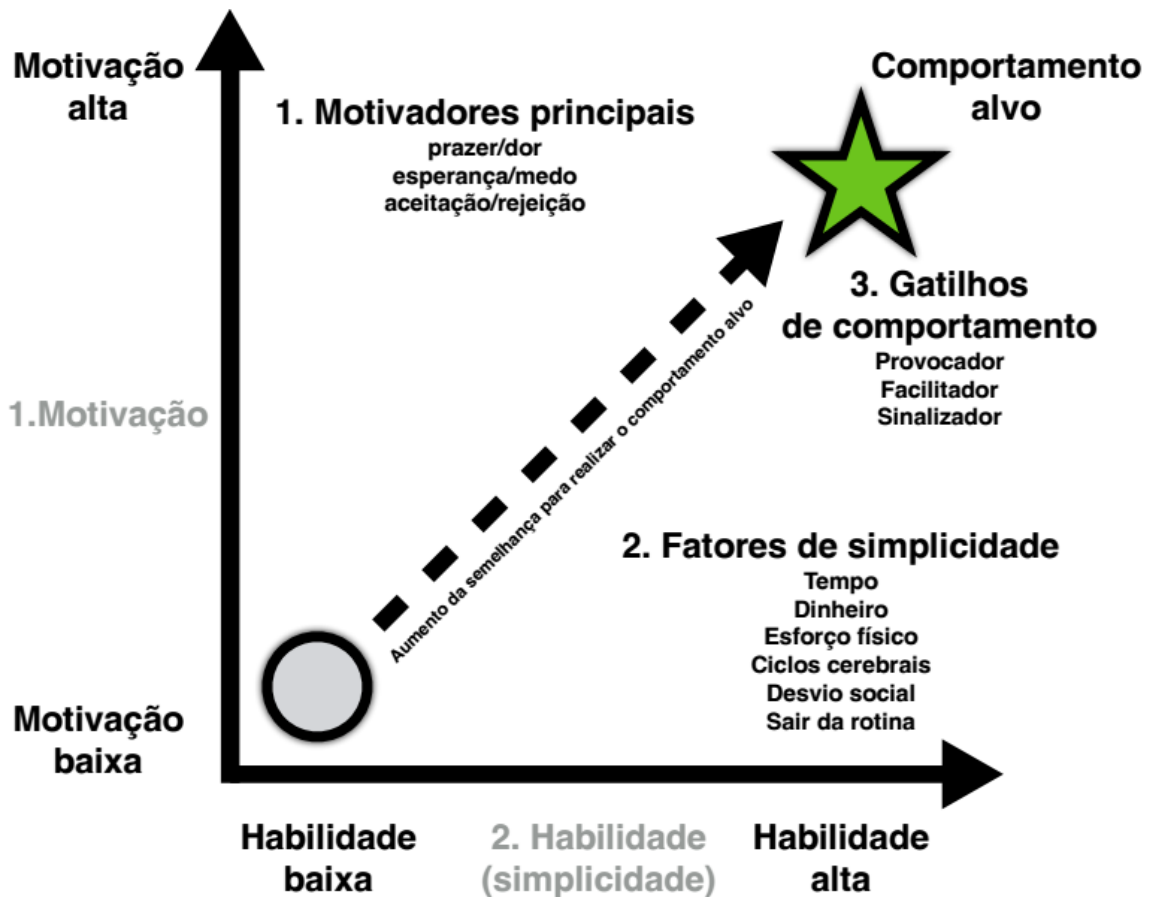 Motivação
alta
1. Motivadores principais
prazer/dor
esperança/medo
aceitação/rejeição
Comportamento
alvo
3. Gatilhos
de comportamento
Provocador
Facilitador
Sinalizador
1.Motivação
Aumento da semelhança para realizar o comportamento alvo
2. Fatores de simplicidade
Tempo
Dinheiro
Esforço físico
Ciclos cerebrais
Desvio social
Sair da rotina
Motivação
baixa
Habilidade
baixa
2. Habilidade
(simplicidade)
Habilidade
alta